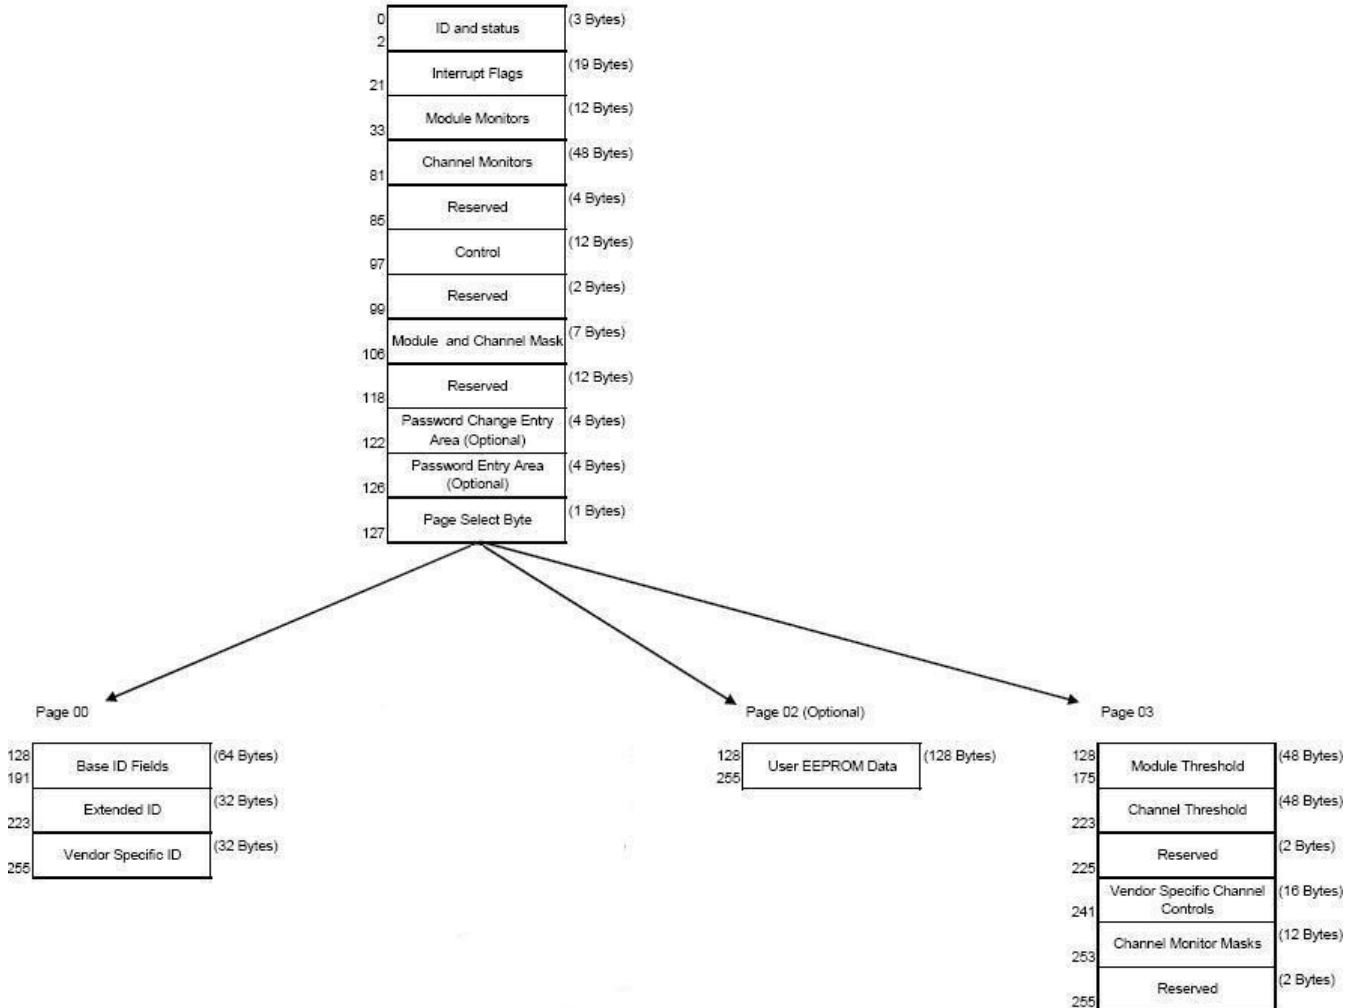 0
ID and status
(3 Bytes)
2
Interrupt Flags
(19 Bytes)
21
Module Monitors
(12 Bytes)
33
Channel Monitors
(48 Bytes)
81
Reserved
(4 Bytes)
85
Control
(12 Bytes)
97
Reserved
(2 Bytes)
99
Module and Channel Mask
(7 Bytes)
106
Reserved
(12 Bytes)
118
Password Change Entry
Area (Optional)
(4 Bytes)
122
Password Entry Area
(Optional)
(4 Bytes)
126
Page Select Byte
(1 Bytes)
127
Page 00
128
Base ID Fields
(64 Bytes)
191
Extended ID
(32 Bytes)
223
Vendor Specific ID
(32 Bytes)
255
Page 02 (Optional)
128
User EEPROM Data
(128 Bytes)
255
Page 03
128
Module Threshold
(48 Bytes)
175
Channel Threshold
(48 Bytes)
223
Reserved
(2 Bytes)
225
Vendor Specific Channel
Controls
(16 Bytes)
241
Channel Monitor Masks
(12 Bytes)
253
Reserved
(2 Bytes)
255